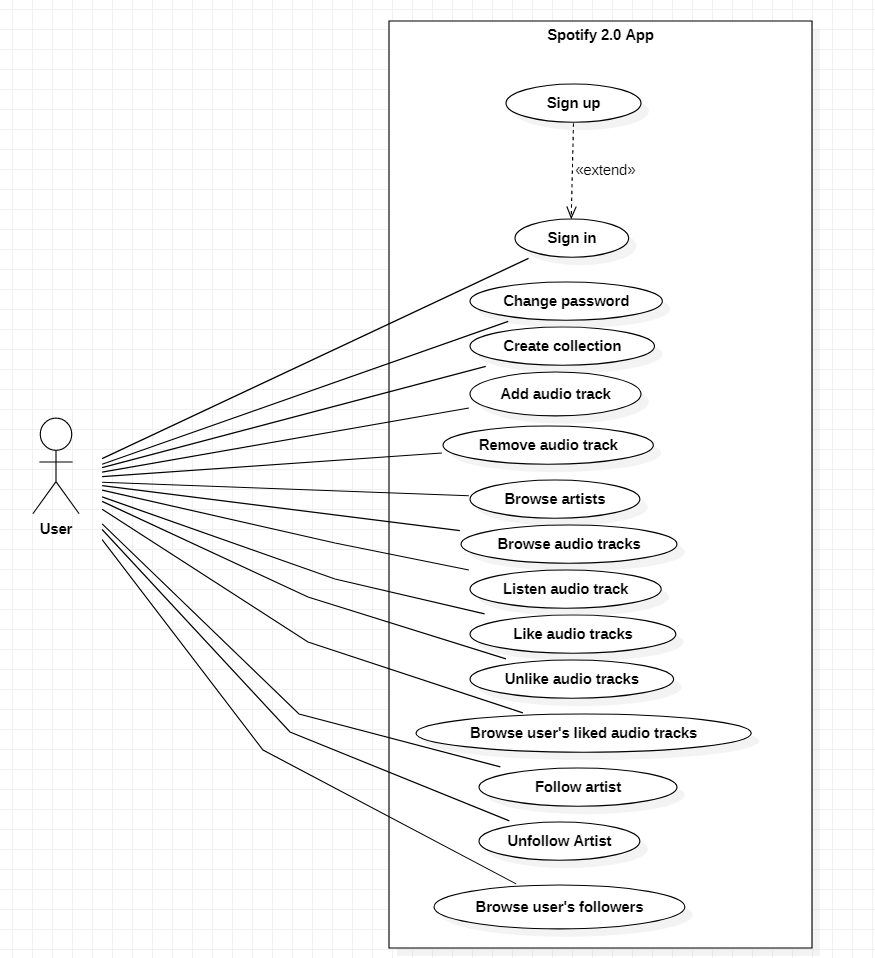 Spotify 2.0 App
Sign up
«extend»
Sign in
Change password
Create collection
Add audio track
Remove audio track
Browse artists
User
Browse audio tracks
Listen audio track
Like audio tracks
Unlike audio tracks
Browse user's liked audio tracks
Follow artist
Unfollow Artist
Browse user's followers